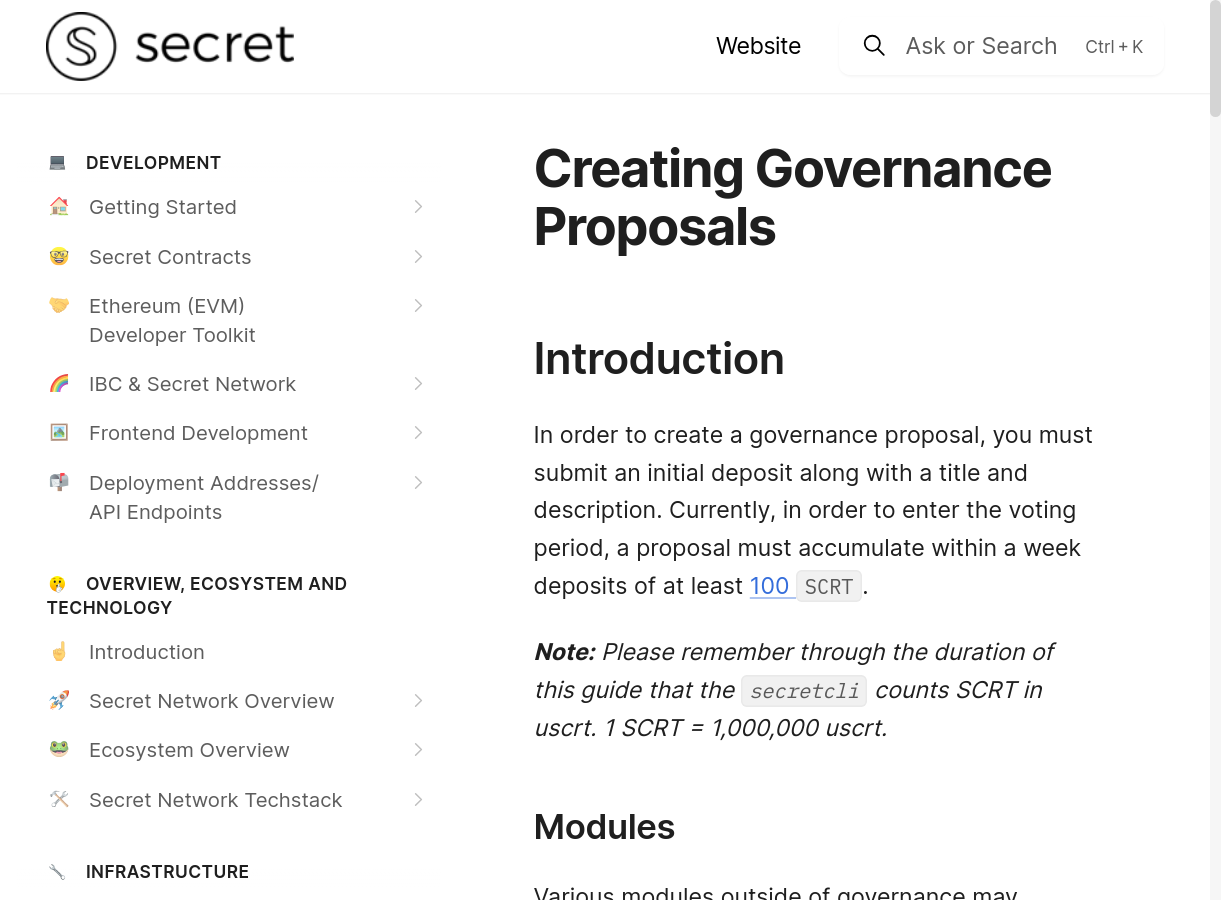 secret
Website
Ask or Search Ctrl + K
DEVELOPMENT
Getting Started
Secret Contracts
Ethereum (EVM)
Developer Toolkit
IBC & Secret Network
Frontend Development
Deployment Addresses/
API Endpoints
OVERVIEW, ECOSYSTEM AND
TECHNOLOGY
Introduction
Secret Network Overview
Ecosystem Overview
Secret Network Techstack
INFRASTRUCTURE
Creating Governance
Proposals
Introduction
In order to create a governance proposal, you must
submit an initial deposit along with a title and
description. Currently, in order to enter the voting
period, a proposal must accumulate within a week
deposits of at least 100 SCRT.
Note: Please remember through the duration of
this guide that the secretcli counts SCRT in
uscrt. 1 SCRT = 1,000,000 uscrt.
Modules
Various modules outside of governance may